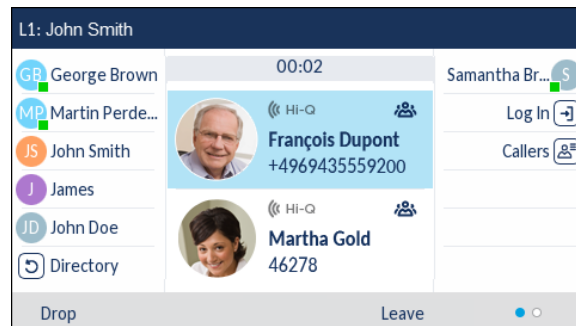 L1: John Smith
00:02
GB George Brown
MP Martin Perde...
JS John Smith
J James
JD John Doe
Directory
Hi-Q
François Dupont
+4969435559200
Hi-Q
Martha Gold
46278
Samantha Br... S
Log In
Callers
Drop
Leave